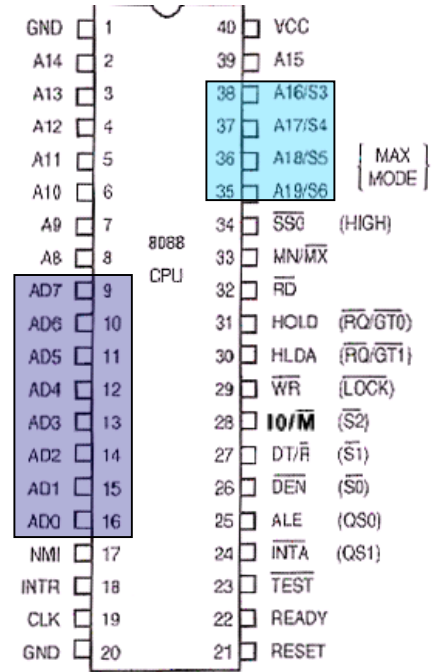 GND 1 40 VCC
A14 2 39 A15
A13 3 38 A16/S3
A12 4 37 A17/S4
A11 5 36 A18/S5 MAX
A10 6 35 A19/S6 MODE
A9 7 34 SS0 (HIGH)
A8 8 8088 33 MN/MX
AD7 9 CPU 32 RD
AD6 10 31 HOLD (RQ/GT0)
AD5 11 30 HLDA (RQ/GT1)
AD4 12 29 WR (LOCK)
AD3 13 28 IO/M (S2)
AD2 14 27 DT/R (S1)
AD1 15 26 DEN (S0)
AD0 16 25 ALE (QS0)
NMI 17 24 INTA (QS1)
INTR 18 23 TEST
CLK 19 22 READY
GND 20 21 RESET